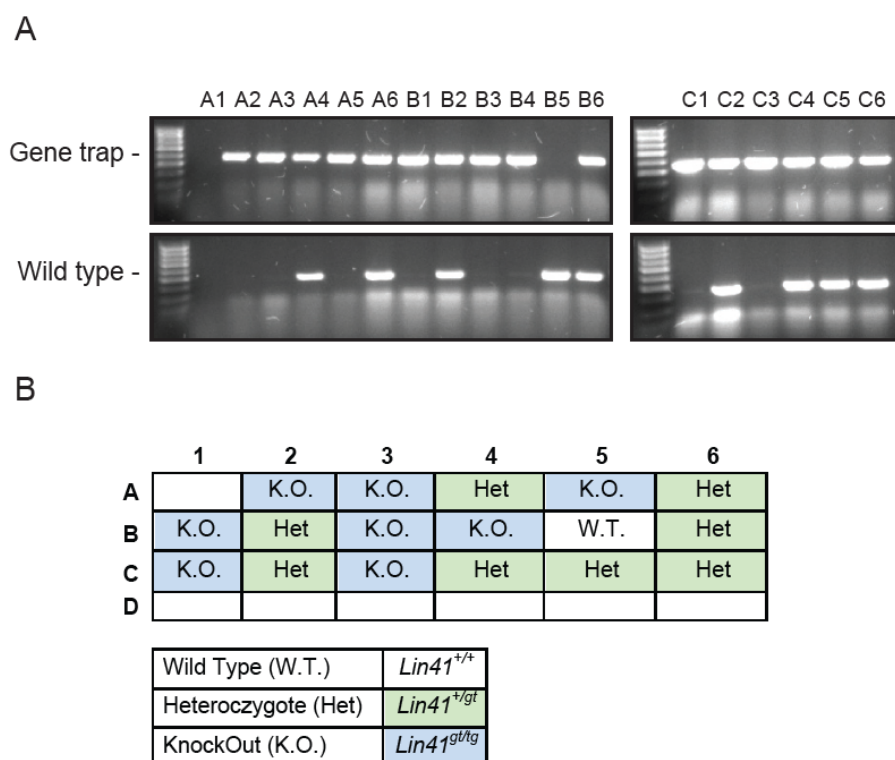 A
A1 A2 A3 A4 A5 A6 B1 B2 B3 B4 B5 B6 C1 C2 C3 C4 C5 C6
Gene trap -
Wild type -
B
1 2 3 4 5 6
A K.O. K.O. Het K.O. Het
B K.O. Het K.O. K.O. W.T. Het
C K.O. Het K.O. Het Het Het
D
Wild Type (W.T.) Lin41+/+
Heteroczygote (Het) Lin41+/gt
KnockOut (K.O.) Lin41gt/tg